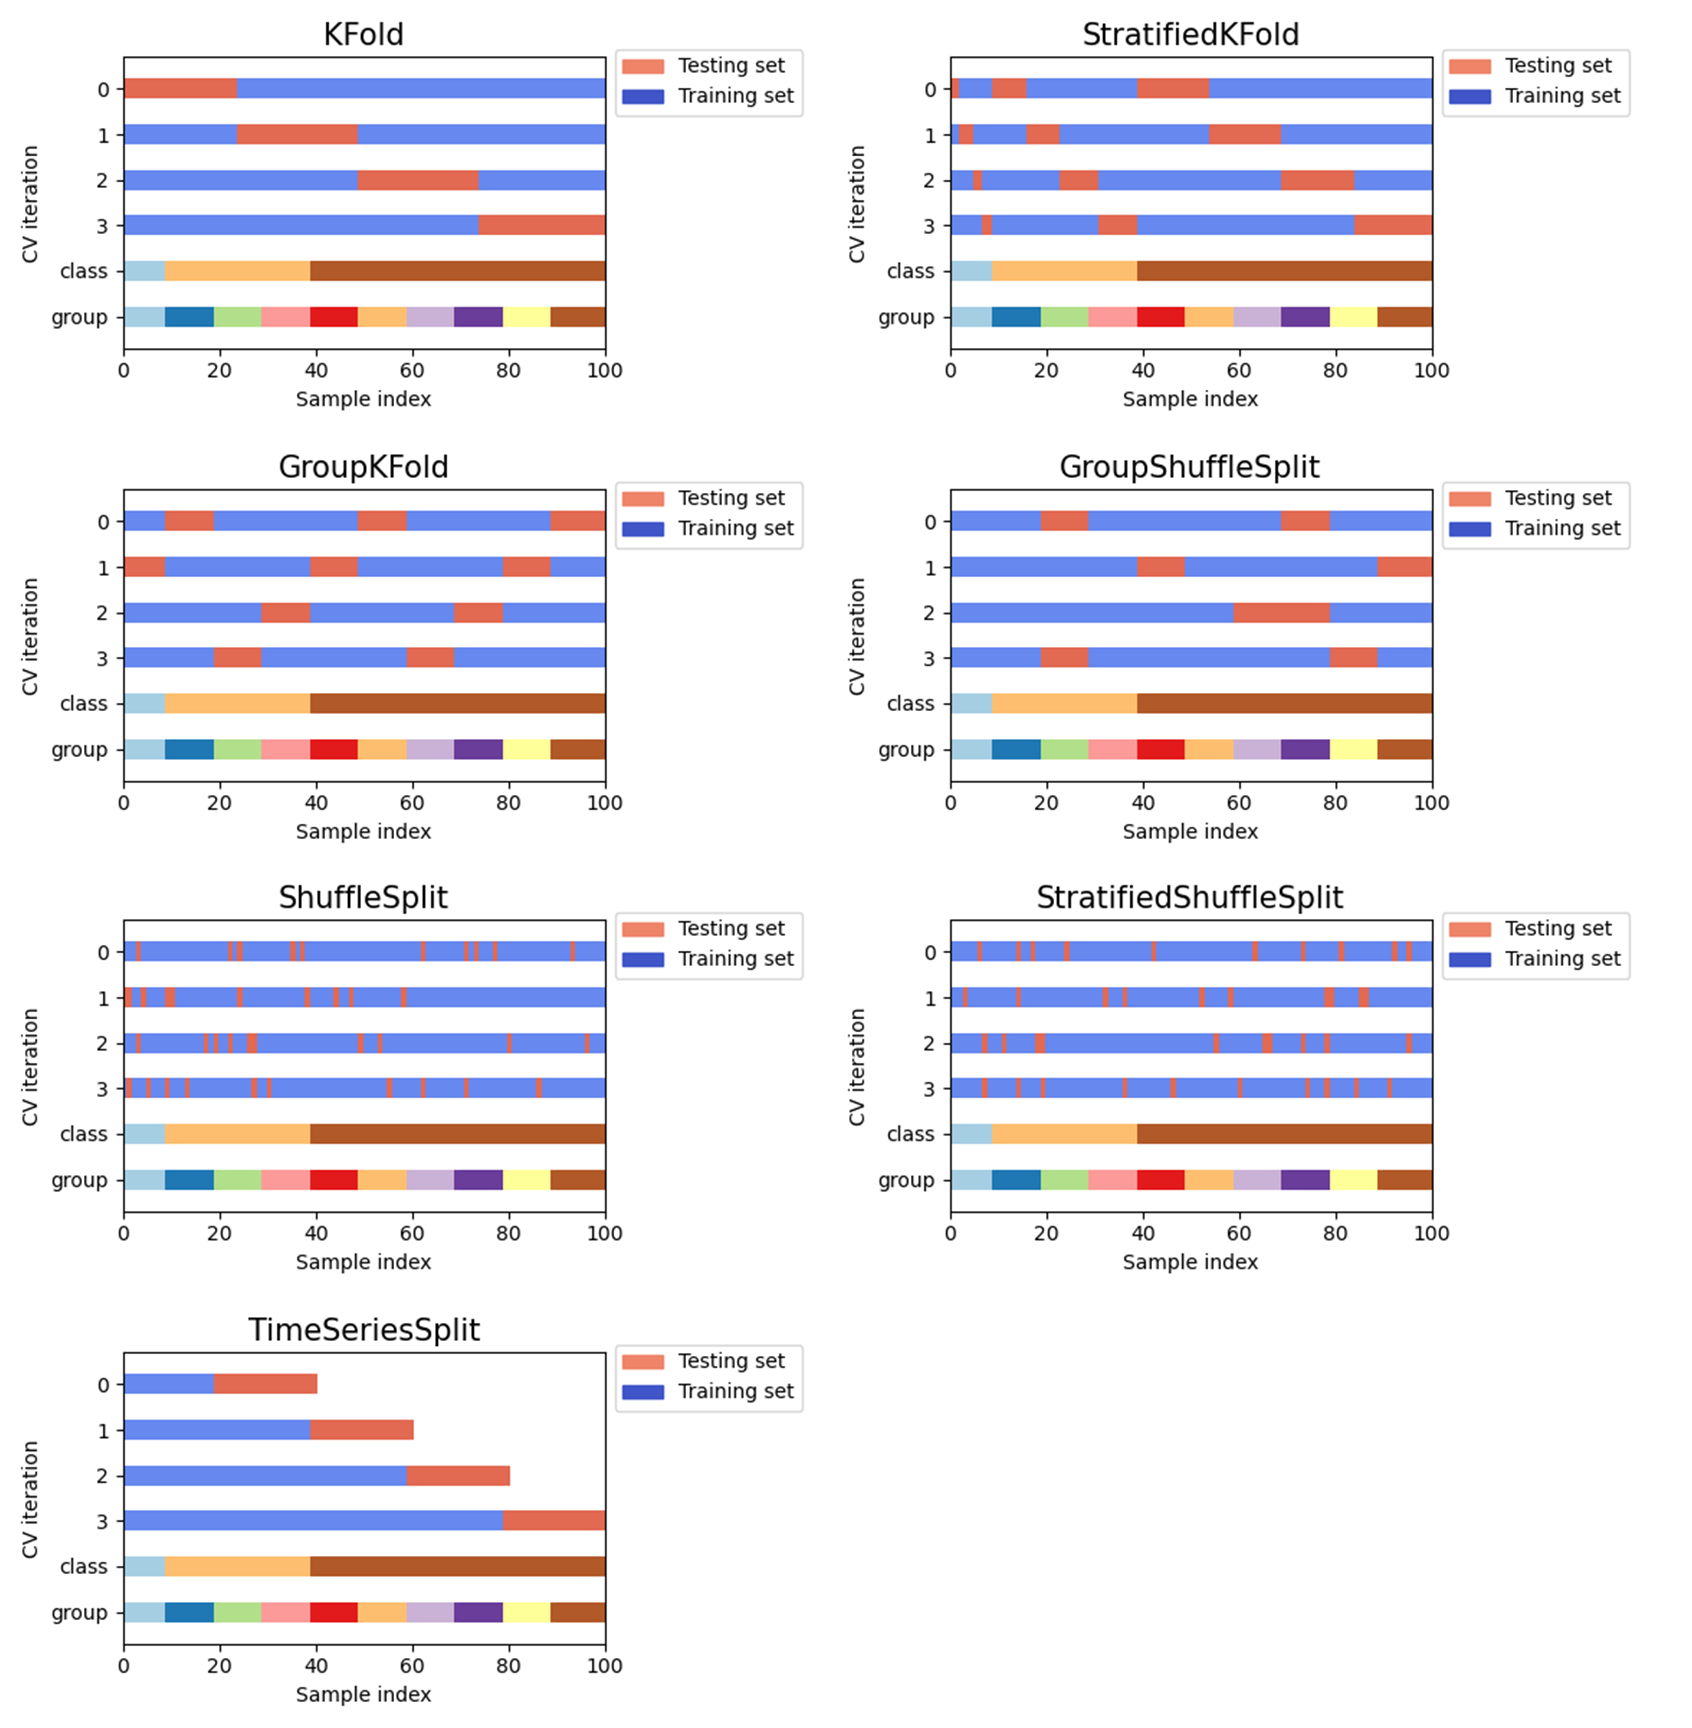 KFold
Testing set
Training set
CV iteration
0
1
2
3
class
group
0 20 40 60 80 100
Sample index
StratifiedKFold
Testing set
Training set
CV iteration
0
1
2
3
class
group
0 20 40 60 80 100
Sample index
GroupKFold
Testing set
Training set
CV iteration
0
1
2
3
class
group
0 20 40 60 80 100
Sample index
GroupShuffleSplit
Testing set
Training set
CV iteration
0
1
2
3
class
group
0 20 40 60 80 100
Sample index
ShuffleSplit
Testing set
Training set
CV iteration
0
1
2
3
class
group
0 20 40 60 80 100
Sample index
StratifiedShuffleSplit
Testing set
Training set
CV iteration
0
1
2
3
class
group
0 20 40 60 80 100
Sample index
TimeSeriesSplit
Testing set
Training set
CV iteration
0
1
2
3
class
group
0 20 40 60 80 100
Sample index